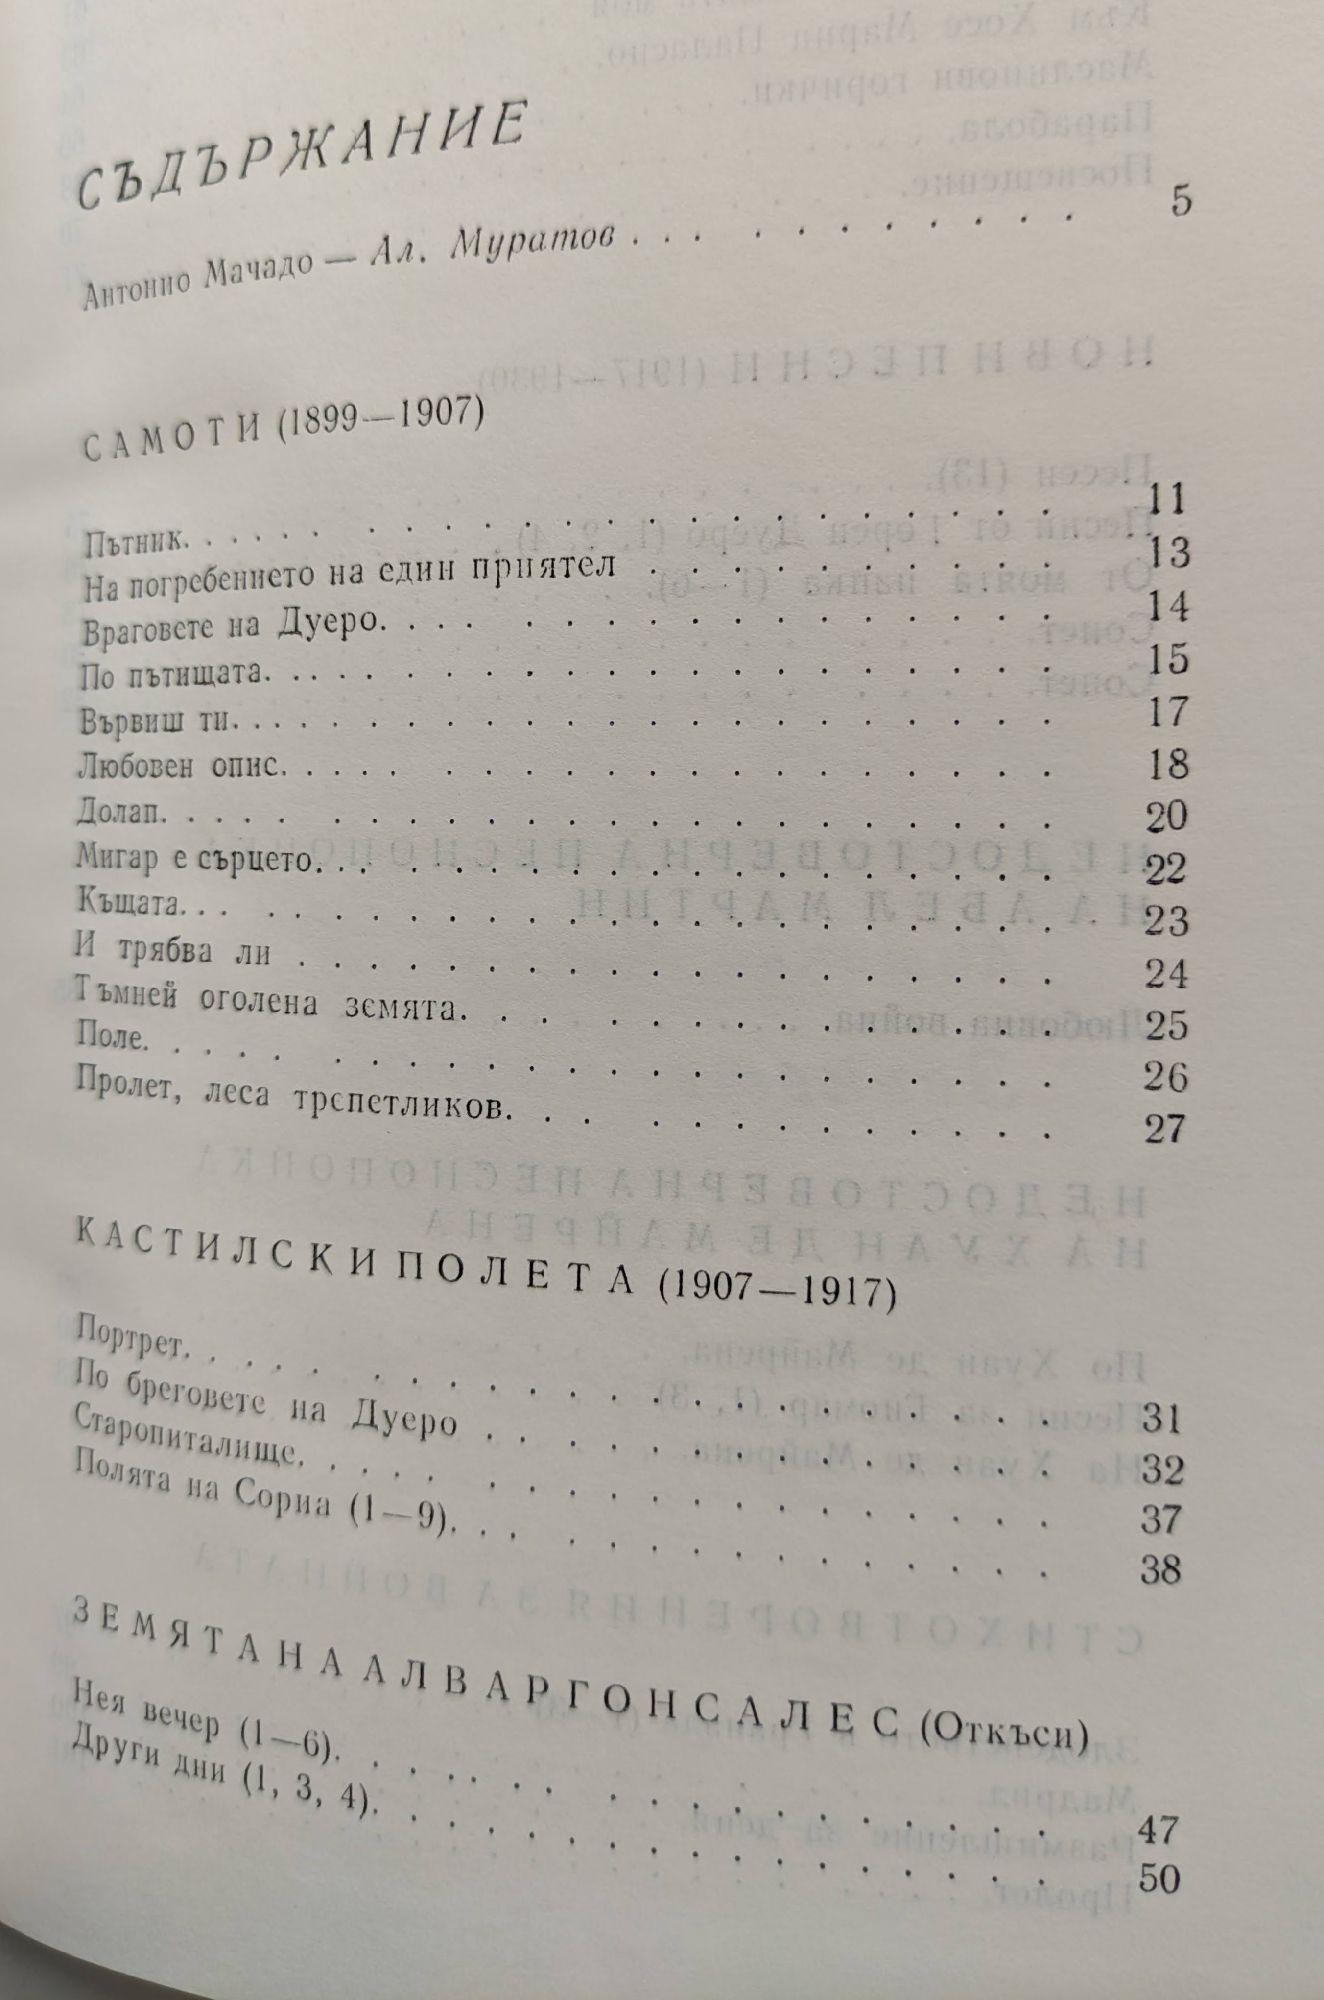 СЪДЪРЖАНИЕ
Антонио Мачадо — Ал. Муратов . . . . . . . . . . . 5
САМОТИ (1899—1907)
Пътник. . . . . . . . . . . . . . . . . . . . 11
На погребението на един приятел . . . . . . . . . . 13
Враговете на Дуеро. . . . . . . . . . . . . . . . . 14
По пътищата. . . . . . . . . . . . . . . . . . . . 15
Вървиш ти. . . . . . . . . . . . . . . . . . . . . 17
Любовен опис. . . . . . . . . . . . . . . . . . . 18
Долап. . . . . . . . . . . . . . . . . . . . . . 20
Мигар е сърцето. . . . . . . . . . . . . . . . . . 22
Къщата. . . . . . . . . . . . . . . . . . . . . 23
И трябва ли . . . . . . . . . . . . . . . . . . . 24
Тъмней оголена земята. . . . . . . . . . . . . . . 25
Поле. . . . . . . . . . . . . . . . . . . . . . 26
Пролет, леса трепетликов. . . . . . . . . . . . . 27
КАСТИЛСКИ ПОЛЕТА (1907—1917)
Портрет. . . . . . . . . . . . . . . . . . . . . 31
По бреговете на Дуеро . . . . . . . . . . . . . . 32
Старопиталище. . . . . . . . . . . . . . . . . . 37
Полята на Сориа (1—9). . . . . . . . . . . . . . . 38
ЗЕМЯТА НА АЛВАРГОНСАЛЕС (Откъси)
Нея вечер (1—6). . . . . . . . . . . . . . . . . . 47
Други дни (1, 3, 4). . . . . . . . . . . . . . . . . 50